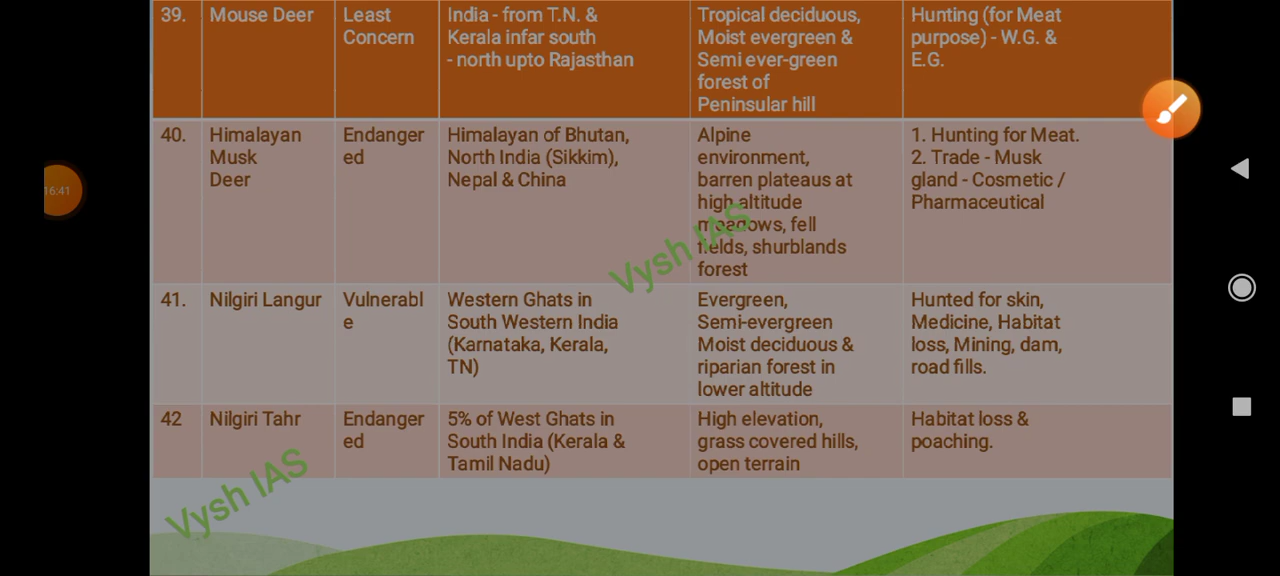 39.
Mouse Deer
Least
Concern
India - from T.N. &
Kerala infar south
- north upto Rajasthan
Tropical deciduous,
Moist evergreen &
Semi ever-green
forest of
Peninsular hill
Hunting (for Meat
purpose) - W.G. &
E.G.
40.
Himalayan
Musk
Deer
Endanger
ed
Himalayan of Bhutan,
North India (Sikkim),
Nepal & China
Alpine
environment,
barren plateaus at
high altitude
meadows, fell
fields, shurblands
forest
1. Hunting for Meat.
2. Trade - Musk
gland - Cosmetic /
Pharmaceutical
41.
Nilgiri Langur
Vulnerabl
e
Western Ghats in
South Western India
(Karnataka, Kerala,
TN)
Evergreen,
Semi-evergreen
Moist deciduous &
riparian forest in
lower altitude
Hunted for skin,
Medicine, Habitat
loss, Mining, dam,
road fills.
42
Nilgiri Tahr
Endanger
ed
5% of West Ghats in
South India (Kerala &
Tamil Nadu)
High elevation,
grass covered hills,
open terrain
Habitat loss &
poaching.
16:41
Vysh IAS
Vysh IAS